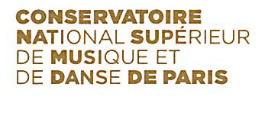 CONSERVATOIRE
NATIONAL SUPÉRIEUR
DE MUSIQUE ET
DE DANSE DE PARIS